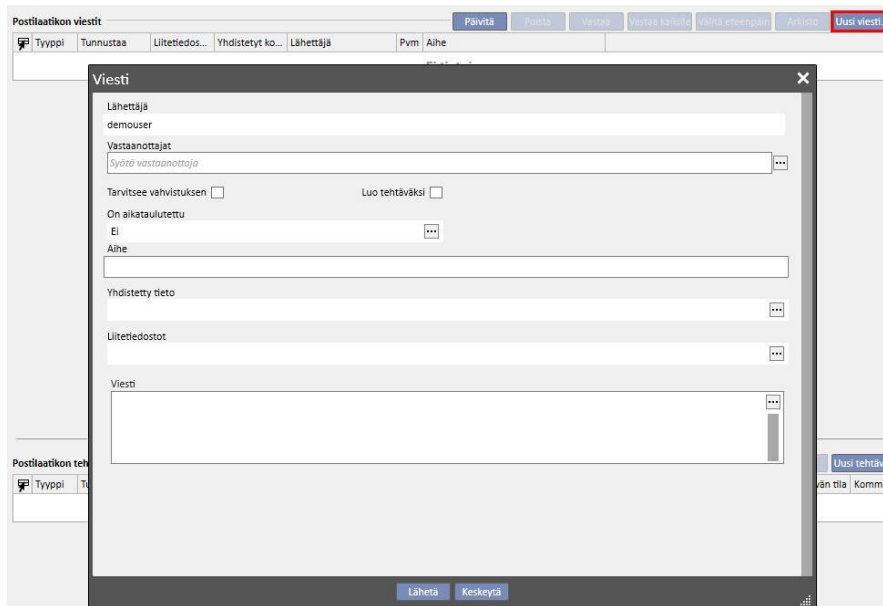 Postilaatikon viestit
Päivitä Poista Vastaa Vastaa kaikille Välitä eteenpäin Arkisto Uusi viesti.
Tyyppi Tunnustaa Liitetiedos... Yhdistetyt ko... Lähettäjä Pvm Aihe
Viesti
Lähettäjä
demouser
Vastaanottajat
Syötä vastaanottaja
...
Tarvitsee vahvistuksen Luo tehtäväksi
On aikataulutettu
Ei ...
Aihe
Yhdistetty tieto
...
Liitetiedostot
...
Viesti
...
Postilaatikon teh Uusi tehtäv
Tyyppi Tu vän tila Komm
Lähetä Keskeytä